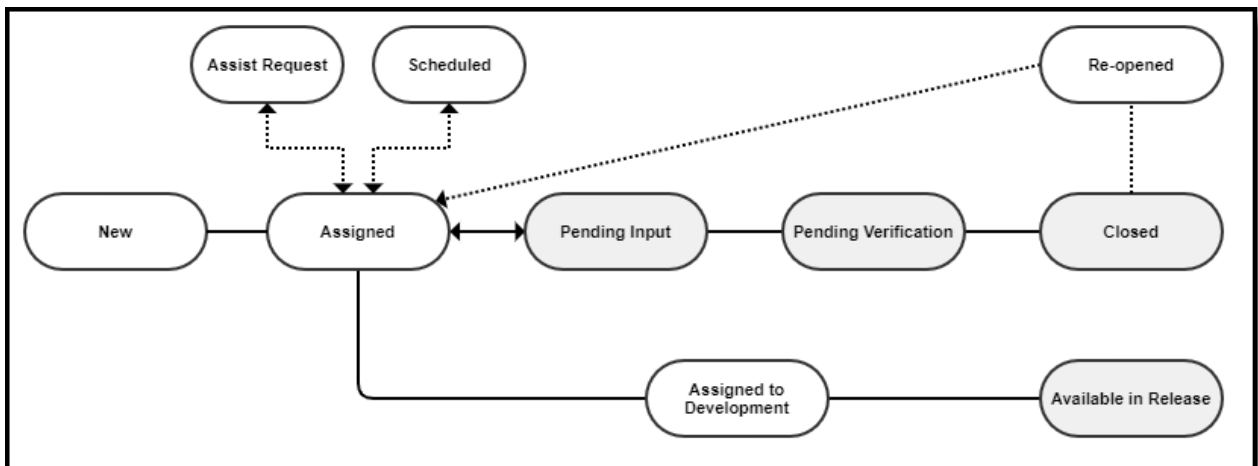 Assist Request
Scheduled
Re-opened
New
Assigned
Pending Input
Pending Verification
Closed
Assigned to
Development
Available in Release